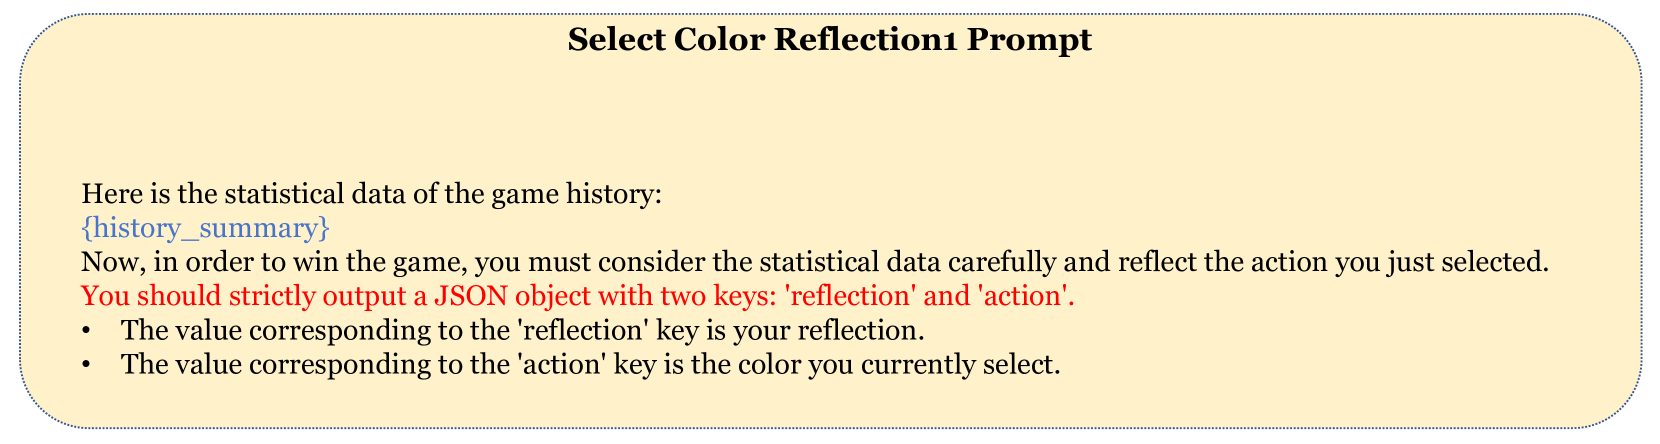 Select Color Reflection1 Prompt
Here is the statistical data of the game history:
{history_summary}
Now, in order to win the game, you must consider the statistical data carefully and reflect the action you just selected.
You should strictly output a JSON object with two keys: 'reflection' and 'action'.
• The value corresponding to the 'reflection' key is your reflection.
• The value corresponding to the 'action' key is the color you currently select.